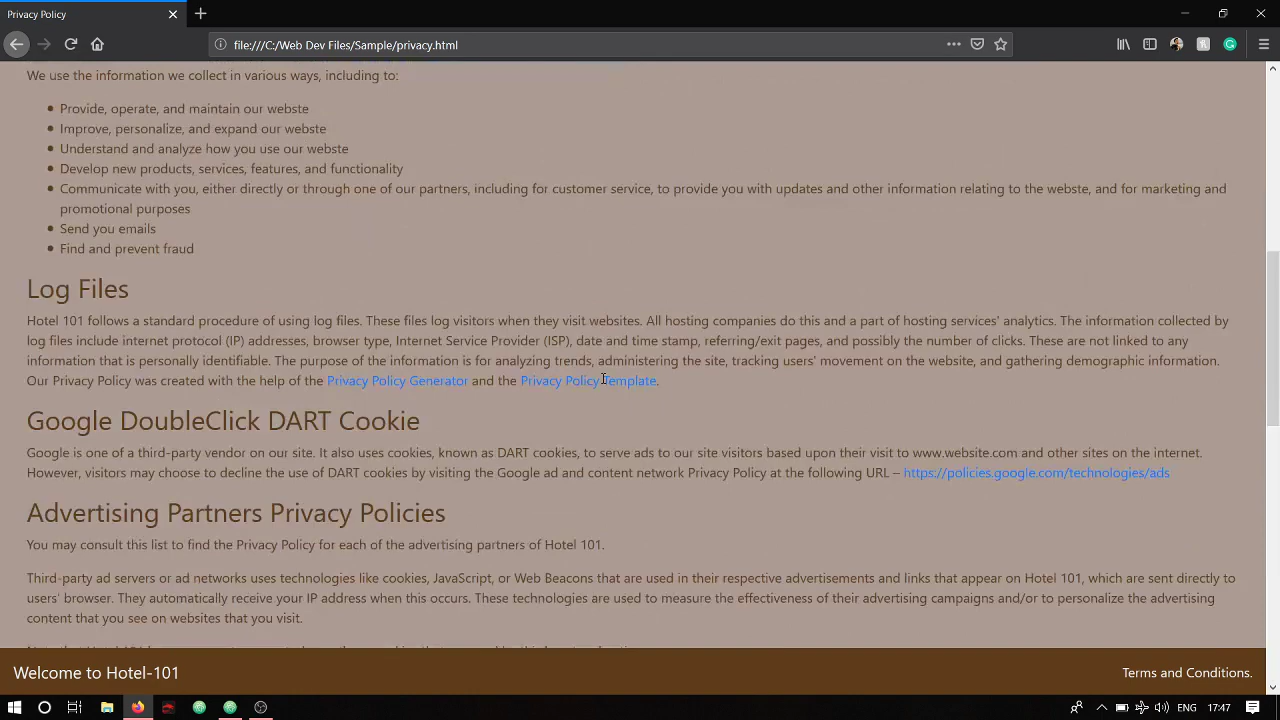 Privacy Policy
file:///C:/Web Dev Files/Sample/privacy.html
We use the information we collect in various ways, including to:
Provide, operate, and maintain our webste
Improve, personalize, and expand our webste
Understand and analyze how you use our webste
Develop new products, services, features, and functionality
Communicate with you, either directly or through one of our partners, including for customer service, to provide you with updates and other information relating to the webste, and for marketing and
promotional purposes
Send you emails
Find and prevent fraud
Log Files
Hotel 101 follows a standard procedure of using log files. These files log visitors when they visit websites. All hosting companies do this and a part of hosting services' analytics. The information collected by
log files include internet protocol (IP) addresses, browser type, Internet Service Provider (ISP), date and time stamp, referring/exit pages, and possibly the number of clicks. These are not linked to any
information that is personally identifiable. The purpose of the information is for analyzing trends, administering the site, tracking users' movement on the website, and gathering demographic information.
Our Privacy Policy was created with the help of the Privacy Policy Generator and the Privacy Policy Template.
Google DoubleClick DART Cookie
Google is one of a third-party vendor on our site. It also uses cookies, known as DART cookies, to serve ads to our site visitors based upon their visit to www.website.com and other sites on the internet.
However, visitors may choose to decline the use of DART cookies by visiting the Google ad and content network Privacy Policy at the following URL – https://policies.google.com/technologies/ads
Advertising Partners Privacy Policies
You may consult this list to find the Privacy Policy for each of the advertising partners of Hotel 101.
Third-party ad servers or ad networks uses technologies like cookies, JavaScript, or Web Beacons that are used in their respective advertisements and links that appear on Hotel 101, which are sent directly to
users' browser. They automatically receive your IP address when this occurs. These technologies are used to measure the effectiveness of their advertising campaigns and/or to personalize the advertising
content that you see on websites that you visit.
Welcome to Hotel-101
Terms and Conditions.
ENG
17:47